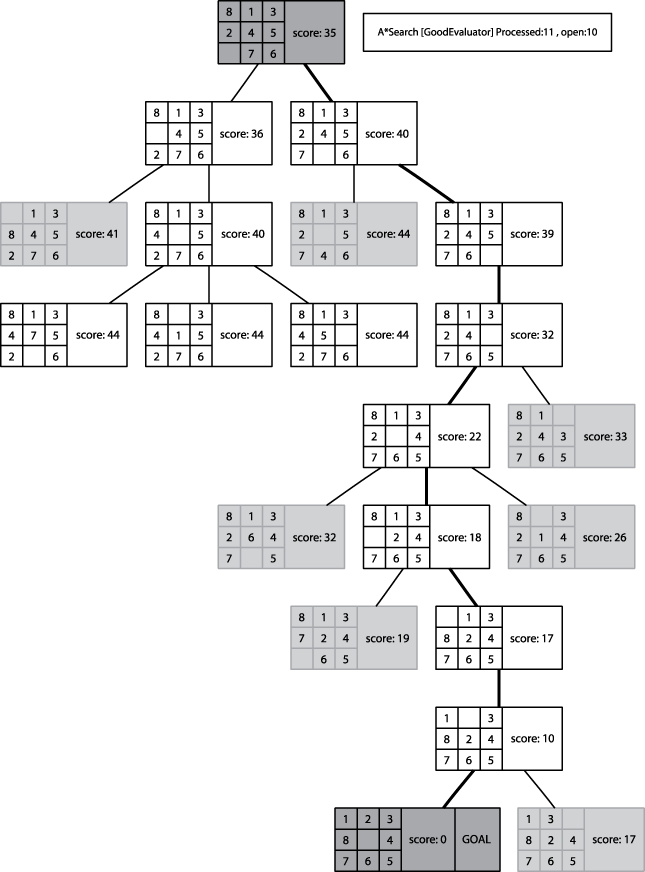 8 1 3
2 4 5 score: 35
7 6
A*Search [GoodEvaluator] Processed:11 , open:10
8 1 3
4 5 score: 36
2 7 6
8 1 3
2 4 5 score: 40
7 6
1 3
8 4 5 score: 41
2 7 6
8 1 3
4 5 score: 40
2 7 6
8 1 3
2 5 score: 44
7 4 6
8 1 3
2 4 5 score: 39
7 6
8 1 3
4 7 5 score: 44
2 6
8 3
4 1 5 score: 44
2 7 6
8 1 3
4 5 score: 44
2 7 6
8 1 3
2 4 score: 32
7 6 5
8 1 3
2 4 score: 22
7 6 5
8 1
2 4 3 score: 33
7 6 5
8 1 3
2 6 4 score: 32
7 5
8 1 3
2 4 score: 18
7 6 5
8 3
2 1 4 score: 26
7 6 5
8 1 3
7 2 4 score: 19
6 5
1 3
8 2 4 score: 17
7 6 5
1 3
8 2 4 score: 10
7 6 5
1 2 3
8 4 score: 0 GOAL
7 6 5
1 3
8 2 4 score: 17
7 6 5